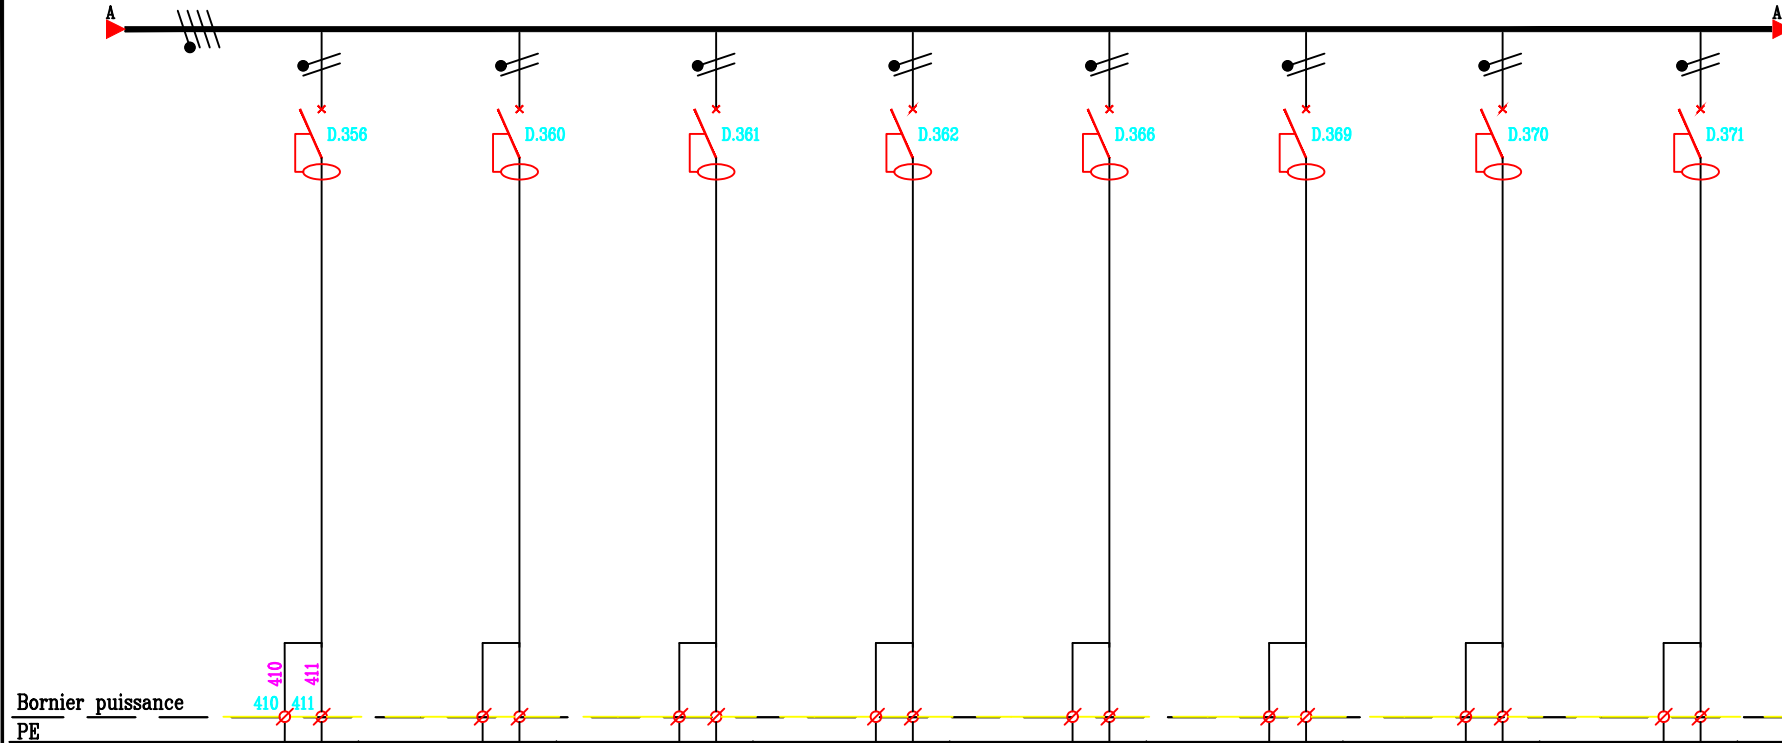 A A
D.356 D.360 D.361 D.362 D.366 D.369 D.370 D.371
410 411
Bornier puissance 410 411
PE